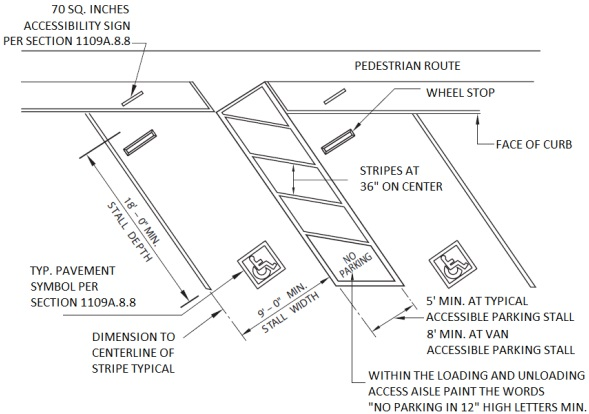 70 SQ. INCHES
ACCESSIBILITY SIGN
PER SECTION 1109A.8.8
PEDESTRIAN ROUTE
WHEEL STOP
FACE OF CURB
STRIPES AT
36" ON CENTER
18' - 0" MIN.
STALL DEPTH
NO
PARKING
TYP. PAVEMENT
SYMBOL PER
SECTION 1109A.8.8
9' - 0" MIN.
STALL WIDTH
5' MIN. AT TYPICAL
ACCESSIBLE PARKING STALL
8' MIN. AT VAN
ACCESSIBLE PARKING STALL
DIMENSION TO
CENTERLINE OF
STRIPE TYPICAL
WITHIN THE LOADING AND UNLOADING
ACCESS AISLE PAINT THE WORDS
"NO PARKING IN 12" HIGH LETTERS MIN.